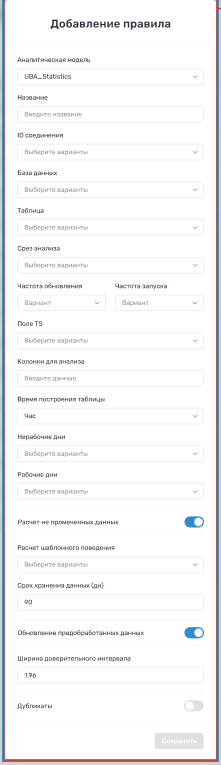 Добавление правила
Аналитическая модель
UBA_Statistics
Название
Введите название
ID соединения
Выберите варианты
База данных
Выберите варианты
Таблица
Выберите варианты
Срез анализа
Выберите варианты
Частота обновления Частота запуска
Вариант Вариант
Поле TS
Выберите варианты
Колонки для анализа
Введите данные
Время построения таблицы
Час
Нерабочие дни
Выберите варианты
Рабочие дни
Выберите варианты
Расчет не промеченных данных
Расчет шаблонного поведения
Выберите варианты
Срок хранения данных (дн)
90
Обновление предобработанных данных
Ширина доверительного интервала
1.96
Дубликаты
Сохранить